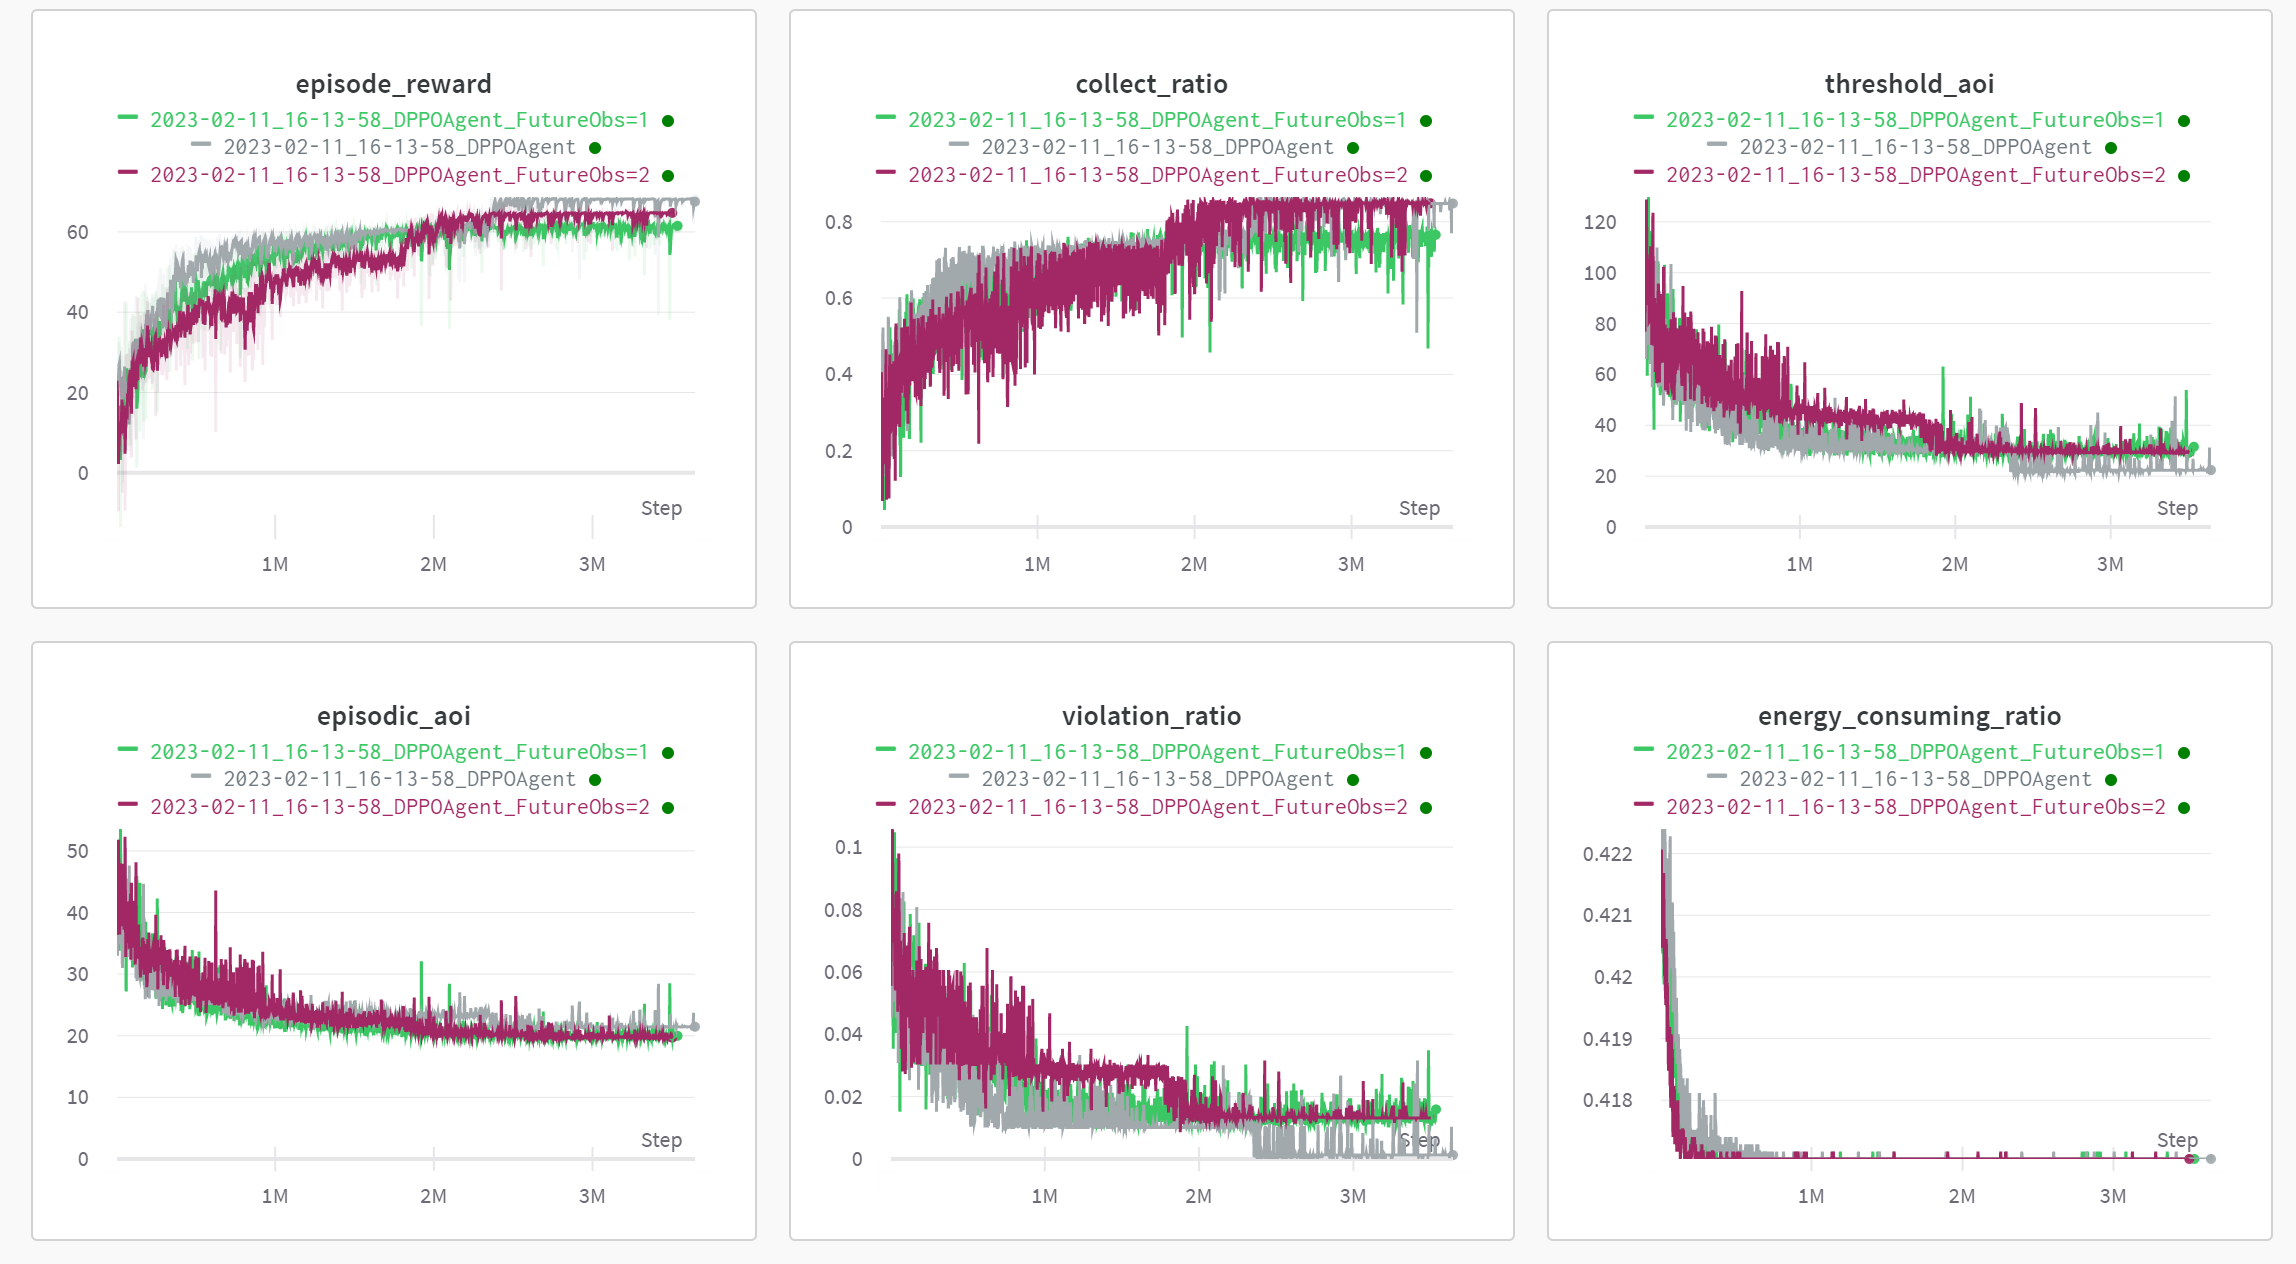 episode_reward
2023-02-11_16-13-58_DPPOAgent_FutureObs=1
2023-02-11_16-13-58_DPPOAgent
2023-02-11_16-13-58_DPPOAgent_FutureObs=2
60
40
20
0
Step
1M 2M 3M
collect_ratio
2023-02-11_16-13-58_DPPOAgent_FutureObs=1
2023-02-11_16-13-58_DPPOAgent
2023-02-11_16-13-58_DPPOAgent_FutureObs=2
0.8
0.6
0.4
0.2
0
Step
1M 2M 3M
threshold_aoi
2023-02-11_16-13-58_DPPOAgent_FutureObs=1
2023-02-11_16-13-58_DPPOAgent
2023-02-11_16-13-58_DPPOAgent_FutureObs=2
120
100
80
60
40
20
0
Step
1M 2M 3M
episodic_aoi
2023-02-11_16-13-58_DPPOAgent_FutureObs=1
2023-02-11_16-13-58_DPPOAgent
2023-02-11_16-13-58_DPPOAgent_FutureObs=2
50
40
30
20
10
0
Step
1M 2M 3M
violation_ratio
2023-02-11_16-13-58_DPPOAgent_FutureObs=1
2023-02-11_16-13-58_DPPOAgent
2023-02-11_16-13-58_DPPOAgent_FutureObs=2
0.1
0.08
0.06
0.04
0.02
0
Step
1M 2M 3M
energy_consuming_ratio
2023-02-11_16-13-58_DPPOAgent_FutureObs=1
2023-02-11_16-13-58_DPPOAgent
2023-02-11_16-13-58_DPPOAgent_FutureObs=2
0.422
0.421
0.42
0.419
0.418
Step
1M 2M 3M